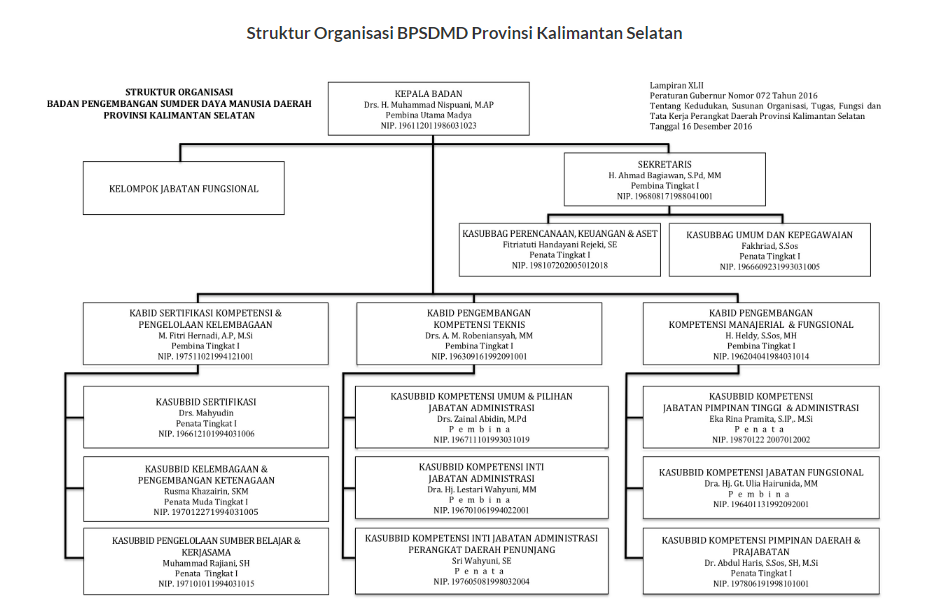 Struktur Organisasi BPSDMD Provinsi Kalimantan Selatan
STRUKTUR ORGANISASI
BADAN PENGEMBANGAN SUMBER DAYA MANUSIA DAERAH
PROVINSI KALIMANTAN SELATAN
KEPALA BADAN
Drs. H. Muhammad Nispuani, M.AP
Pembina Utama Madya
NIP. 196112011986031023
Lampiran XLII
Peraturan Gubernur Nomor 072 Tahun 2016
Tentang Kedudukan, Susunan Organisasi, Tugas, Fungsi dan
Tata Kerja Perangkat Daerah Provinsi Kalimantan Selatan
Tanggal 16 Desember 2016
KELOMPOK JABATAN FUNGSIONAL
SEKRETARIS
H. Ahmad Bagiawan, S.Pd, MM
Pembina Tingkat I
NIP. 196808171988041001
KASUBBAG PERENCANAAN, KEUANGAN & ASET
Fitriatuti Handayani Rejeki, SE
Penata Tingkat I
NIP. 198107202005012018
KASUBBAG UMUM DAN KEPEGAWAIAN
Fakhriad, S.Sos
Penata Tingkat I
NIP. 1966609231993031005
KABID SERTIFIKASI KOMPETENSI &
PENGELOLAAN KELEMBAGAAN
M. Fitri Hernadi, A.P, M.Si
Pembina Tingkat I
NIP. 197511021994121001
KABID PENGEMBANGAN
KOMPETENSI TEKNIS
Drs. A. M. Robeniansyah, MM
Pembina Tingkat I
NIP. 196309161992091001
KABID PENGEMBANGAN
KOMPETENSI MANAJERIAL & FUNGSIONAL
H. Heldy, S.Sos, MH
Pembina Tingkat I
NIP. 196204041984031014
KASUBBID SERTIFIKASI
Drs. Mahyudin
Penata Tingkat I
NIP. 196612101994031006
KASUBBID KOMPETENSI UMUM & PILIHAN
JABATAN ADMINISTRASI
Drs. Zainal Abidin, M.Pd
P e m b i n a
NIP. 196711101993031019
KASUBBID KOMPETENSI
JABATAN PIMPINAN TINGGI & ADMINISTRASI
Eka Rina Pramita, S.IP,. M.Si
P e n a t a
NIP. 19870122 2007012002
KASUBBID KELEMBAGAAN &
PENGEMBANGAN KETENAGAAN
Rusma Khazairin, SKM
Penata Muda Tingkat I
NIP. 197012271994031005
KASUBBID KOMPETENSI INTI
JABATAN ADMINISTRASI
Dra. Hj. Lestari Wahyuni, MM
P e m b i n a
NIP. 196701061994022001
KASUBBID KOMPETENSI JABATAN FUNGSIONAL
Dra. Hj. Gt. Ulia Hairunida, MM
P e m b i n a
NIP. 196401131992092001
KASUBBID PENGELOLAAN SUMBER BELAJAR &
KERJASAMA
Muhammad Rajiani, SH
Penata Tingkat I
NIP. 197101011994031015
KASUBBID KOMPETENSI INTI JABATAN ADMINISTRASI
PERANGKAT DAERAH PENUNJANG
Sri Wahyuni, SE
P e n a t a
NIP. 197605081998032004
KASUBBID KOMPETENSI PIMPINAN DAERAH &
PRAJABATAN
Dr. Abdul Haris, S.Sos, SH, M.Si
Penata Tingkat I
NIP. 197806191998101001